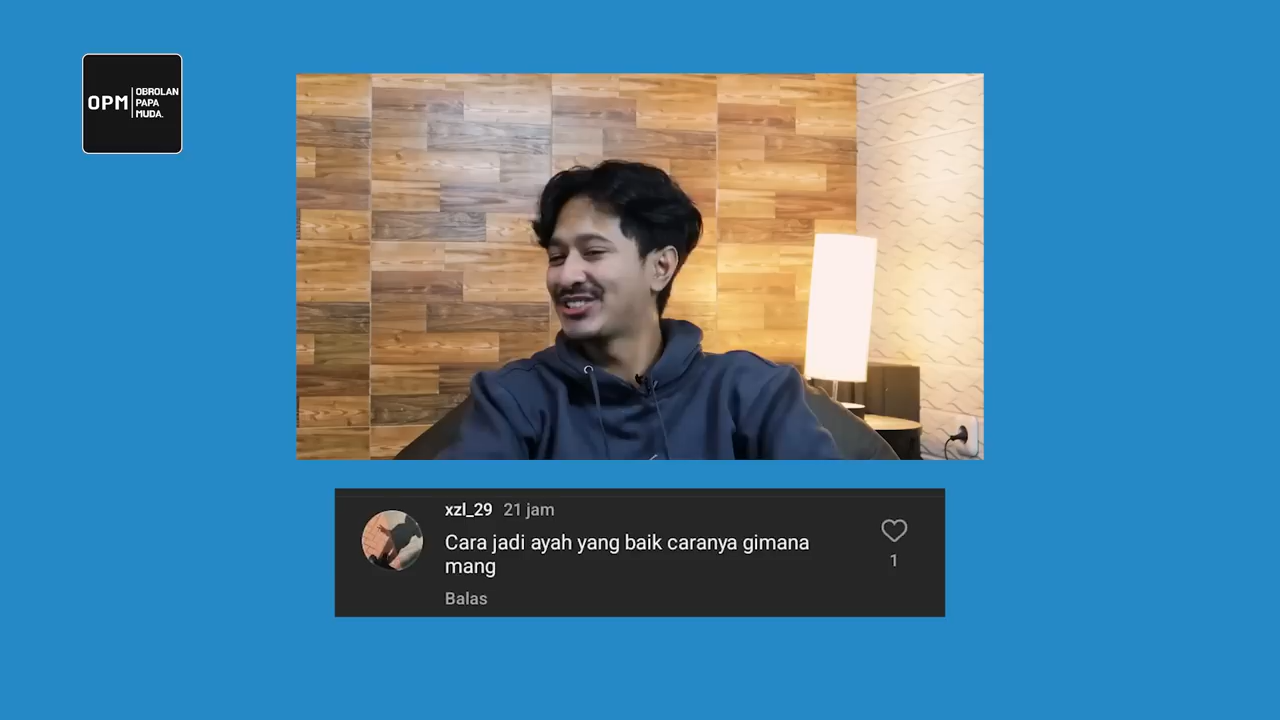 OPM
OBROLAN
PAPA
MUDA.
xzl_29 21 jam
Cara jadi ayah yang baik caranya gimana
mang
1
Balas